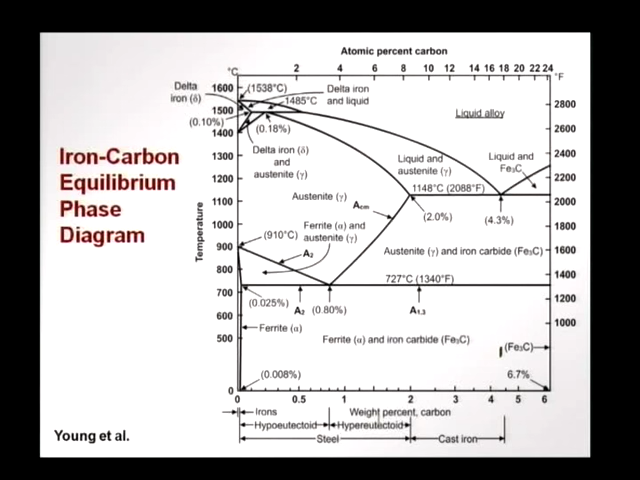 Atomic percent carbon
2 4 6 8 10 12 14 16 18 20 22 24
°C
°F
Delta
iron (δ)
(1538°C)
Delta iron
and liquid
1485°C
(0.10%)
(0.18%)
Liquid alloy
Delta iron (δ)
and
austenite (γ)
Liquid and
austenite (γ)
Liquid and
Fe₃C
1148°C (2088°F)
Austenite (γ)
Acm
(2.0%)
(4.3%)
Iron-Carbon
Equilibrium
Phase
Diagram
Temperature
1600
1500
1400
1300
1200
1100
1000
900
800
700
600
500
0
2800
2600
2400
2200
2000
1800
1600
1400
1200
1000
(910°C)
Ferrite (α) and
austenite (γ)
A₂
Austenite (γ) and iron carbide (Fe₃C)
727°C (1340°F)
(0.025%)
A₂
(0.80%)
A₁,₃
Ferrite (α)
Ferrite (α) and iron carbide (Fe₃C)
(Fe₃C)
(0.008%)
6.7%
0 0.5 1 2 3 4 5 6
Irons
Weight percent, carbon
Hypoeutectoid
Hypereutectoid
Steel
Cast iron
Young et al.